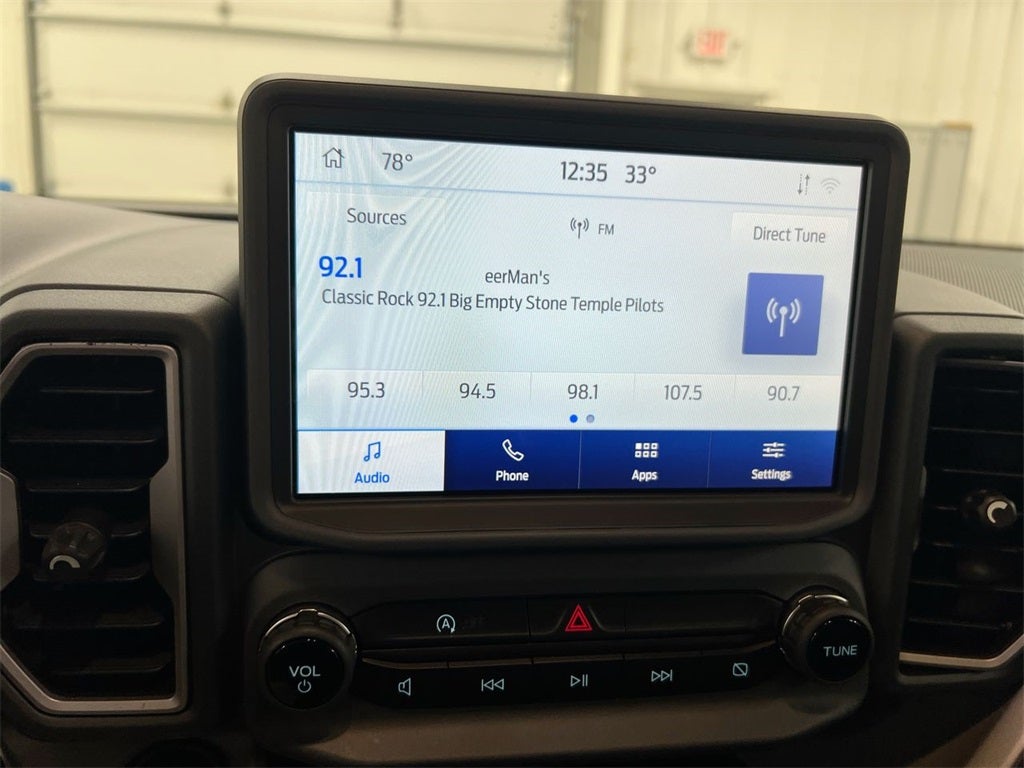 EXIT
78°
12:35 33°
Sources
FM
Direct Tune
92.1
eerMan's
Classic Rock 92.1 Big Empty Stone Temple Pilots
95.3 94.5 98.1 107.5 90.7
Audio Phone Apps Settings
A
VOL
TUNE